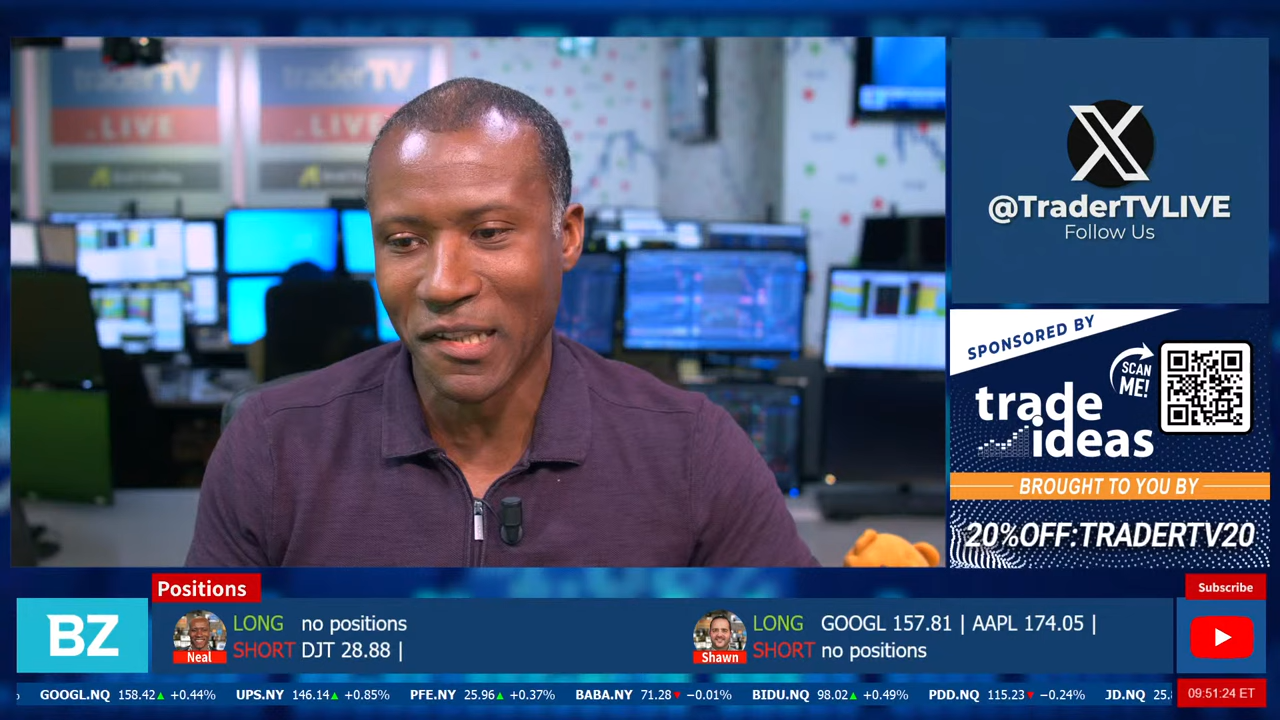 traderTV
.LIVE
traderTV
.LIVE
X
@TraderTVLIVE
Follow Us
SPONSORED BY
SCAN
ME!
trade
ideas
BROUGHT TO YOU BY
20%OFF:TRADERTV20
Positions
Subscribe
BZ
Neal
LONG no positions
SHORT DJT 28.88 |
Shawn
LONG GOOGL 157.81 | AAPL 174.05 |
SHORT no positions
GOOGL.NQ 158.42▲ +0.44% UPS.NY 146.14▲ +0.85% PFE.NY 25.96▲ +0.37% BABA.NY 71.28▼ −0.01% BIDU.NQ 98.02▲ +0.49% PDD.NQ 115.23▼ −0.24% JD.NQ 25.
09:51:24 ET